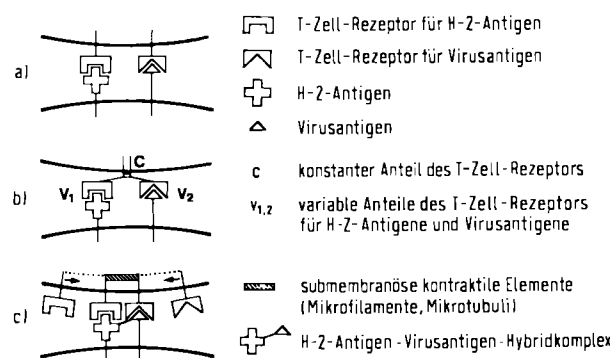 a)
T-Zell-Rezeptor für H-2-Antigen
T-Zell-Rezeptor für Virusantigen
H-2-Antigen
Virusantigen
b)
C
V₁
V₂
C konstanter Anteil des T-Zell-Rezeptors
V₁,₂ variable Anteile des T-Zell-Rezeptors
für H-2-Antigene und Virusantigene
c)
submembranöse kontraktile Elemente
(Mikrofilamente, Mikrotubuli)
H-2-Antigen-Virusantigen-Hybridkomplex